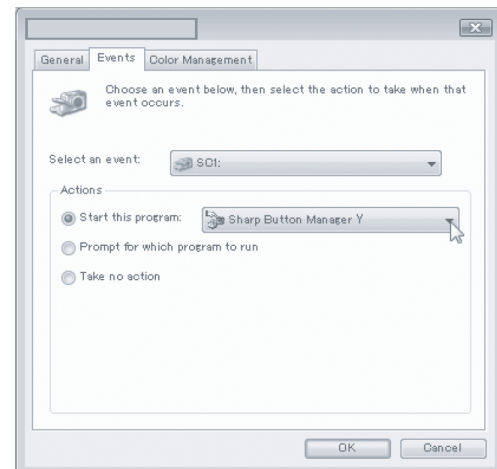 General Events Color Management
Choose an event below, then select the action to take when that
event occurs.
Select an event: SC1:
Actions
Start this program: Sharp Button Manager Y
Prompt for which program to run
Take no action
OK Cancel